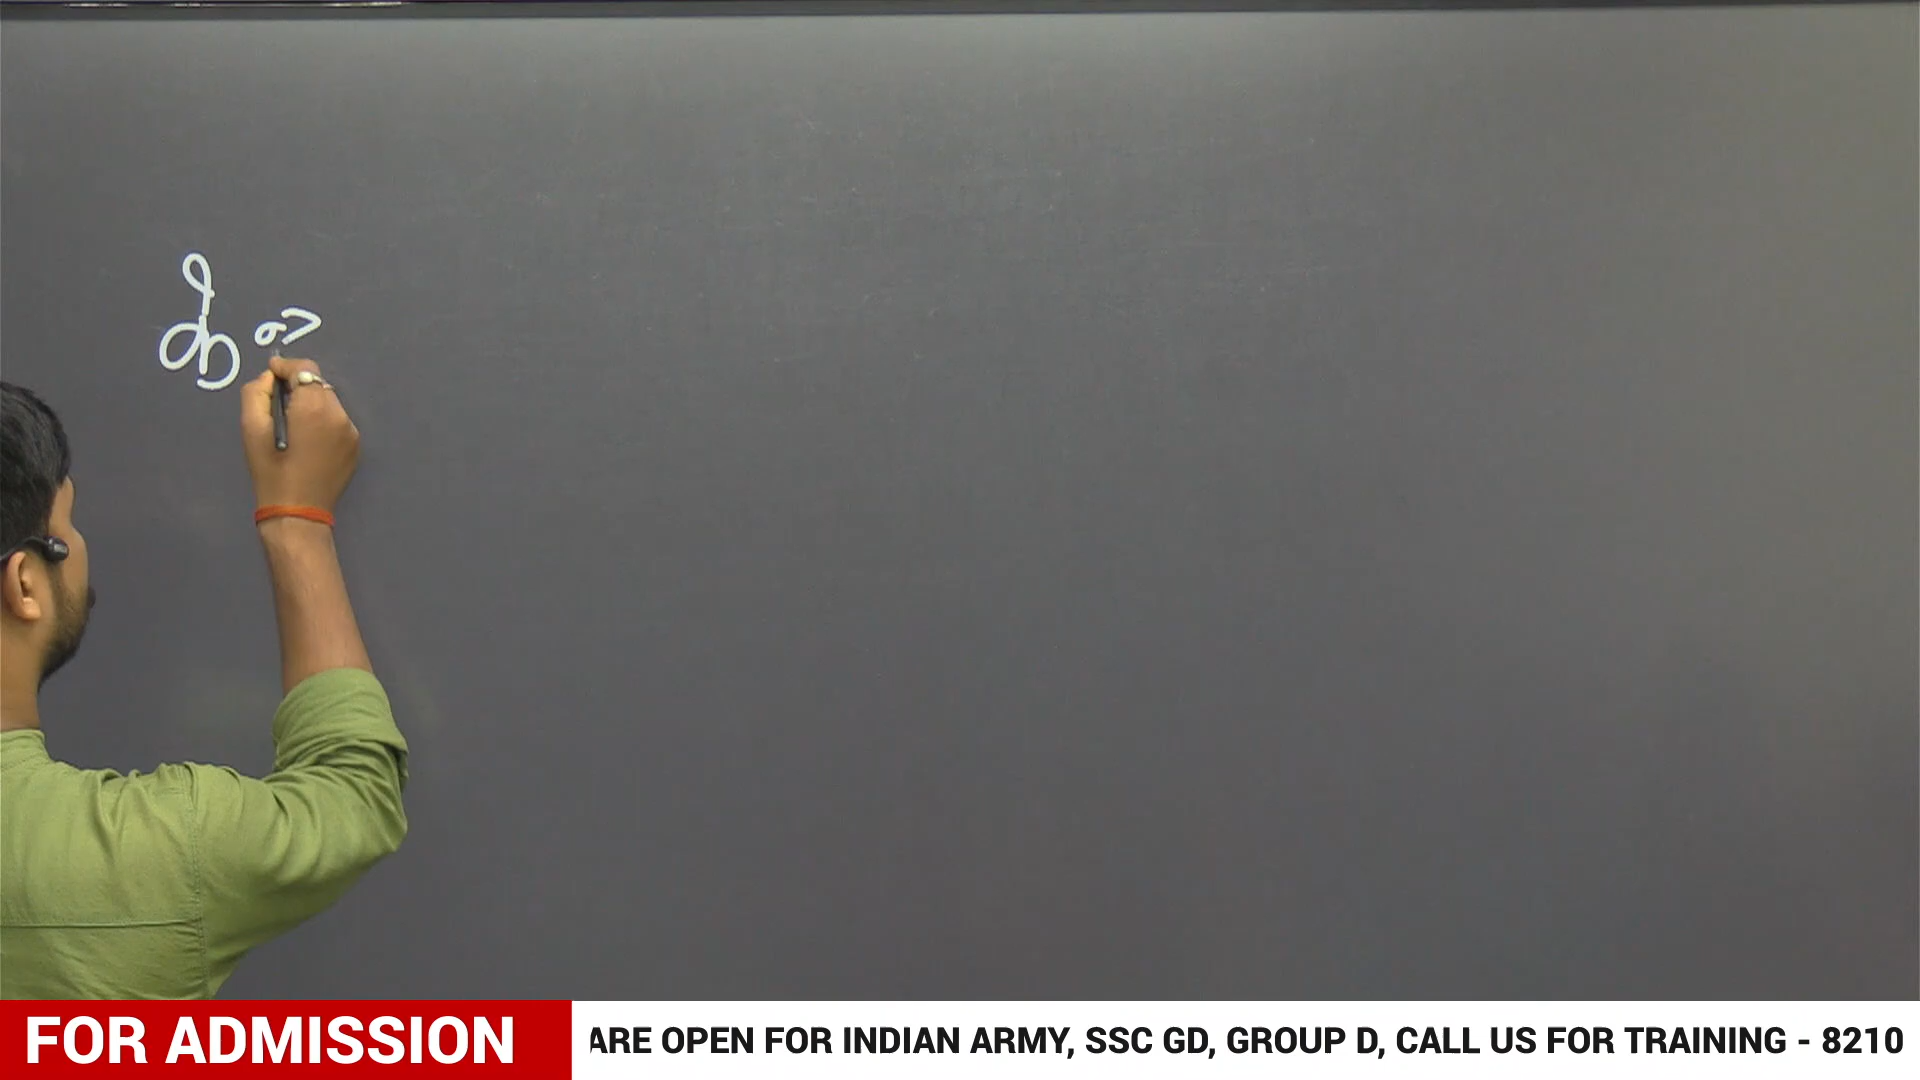 FOR ADMISSION
ARE OPEN FOR INDIAN ARMY, SSC GD, GROUP D, CALL US FOR TRAINING - 8210